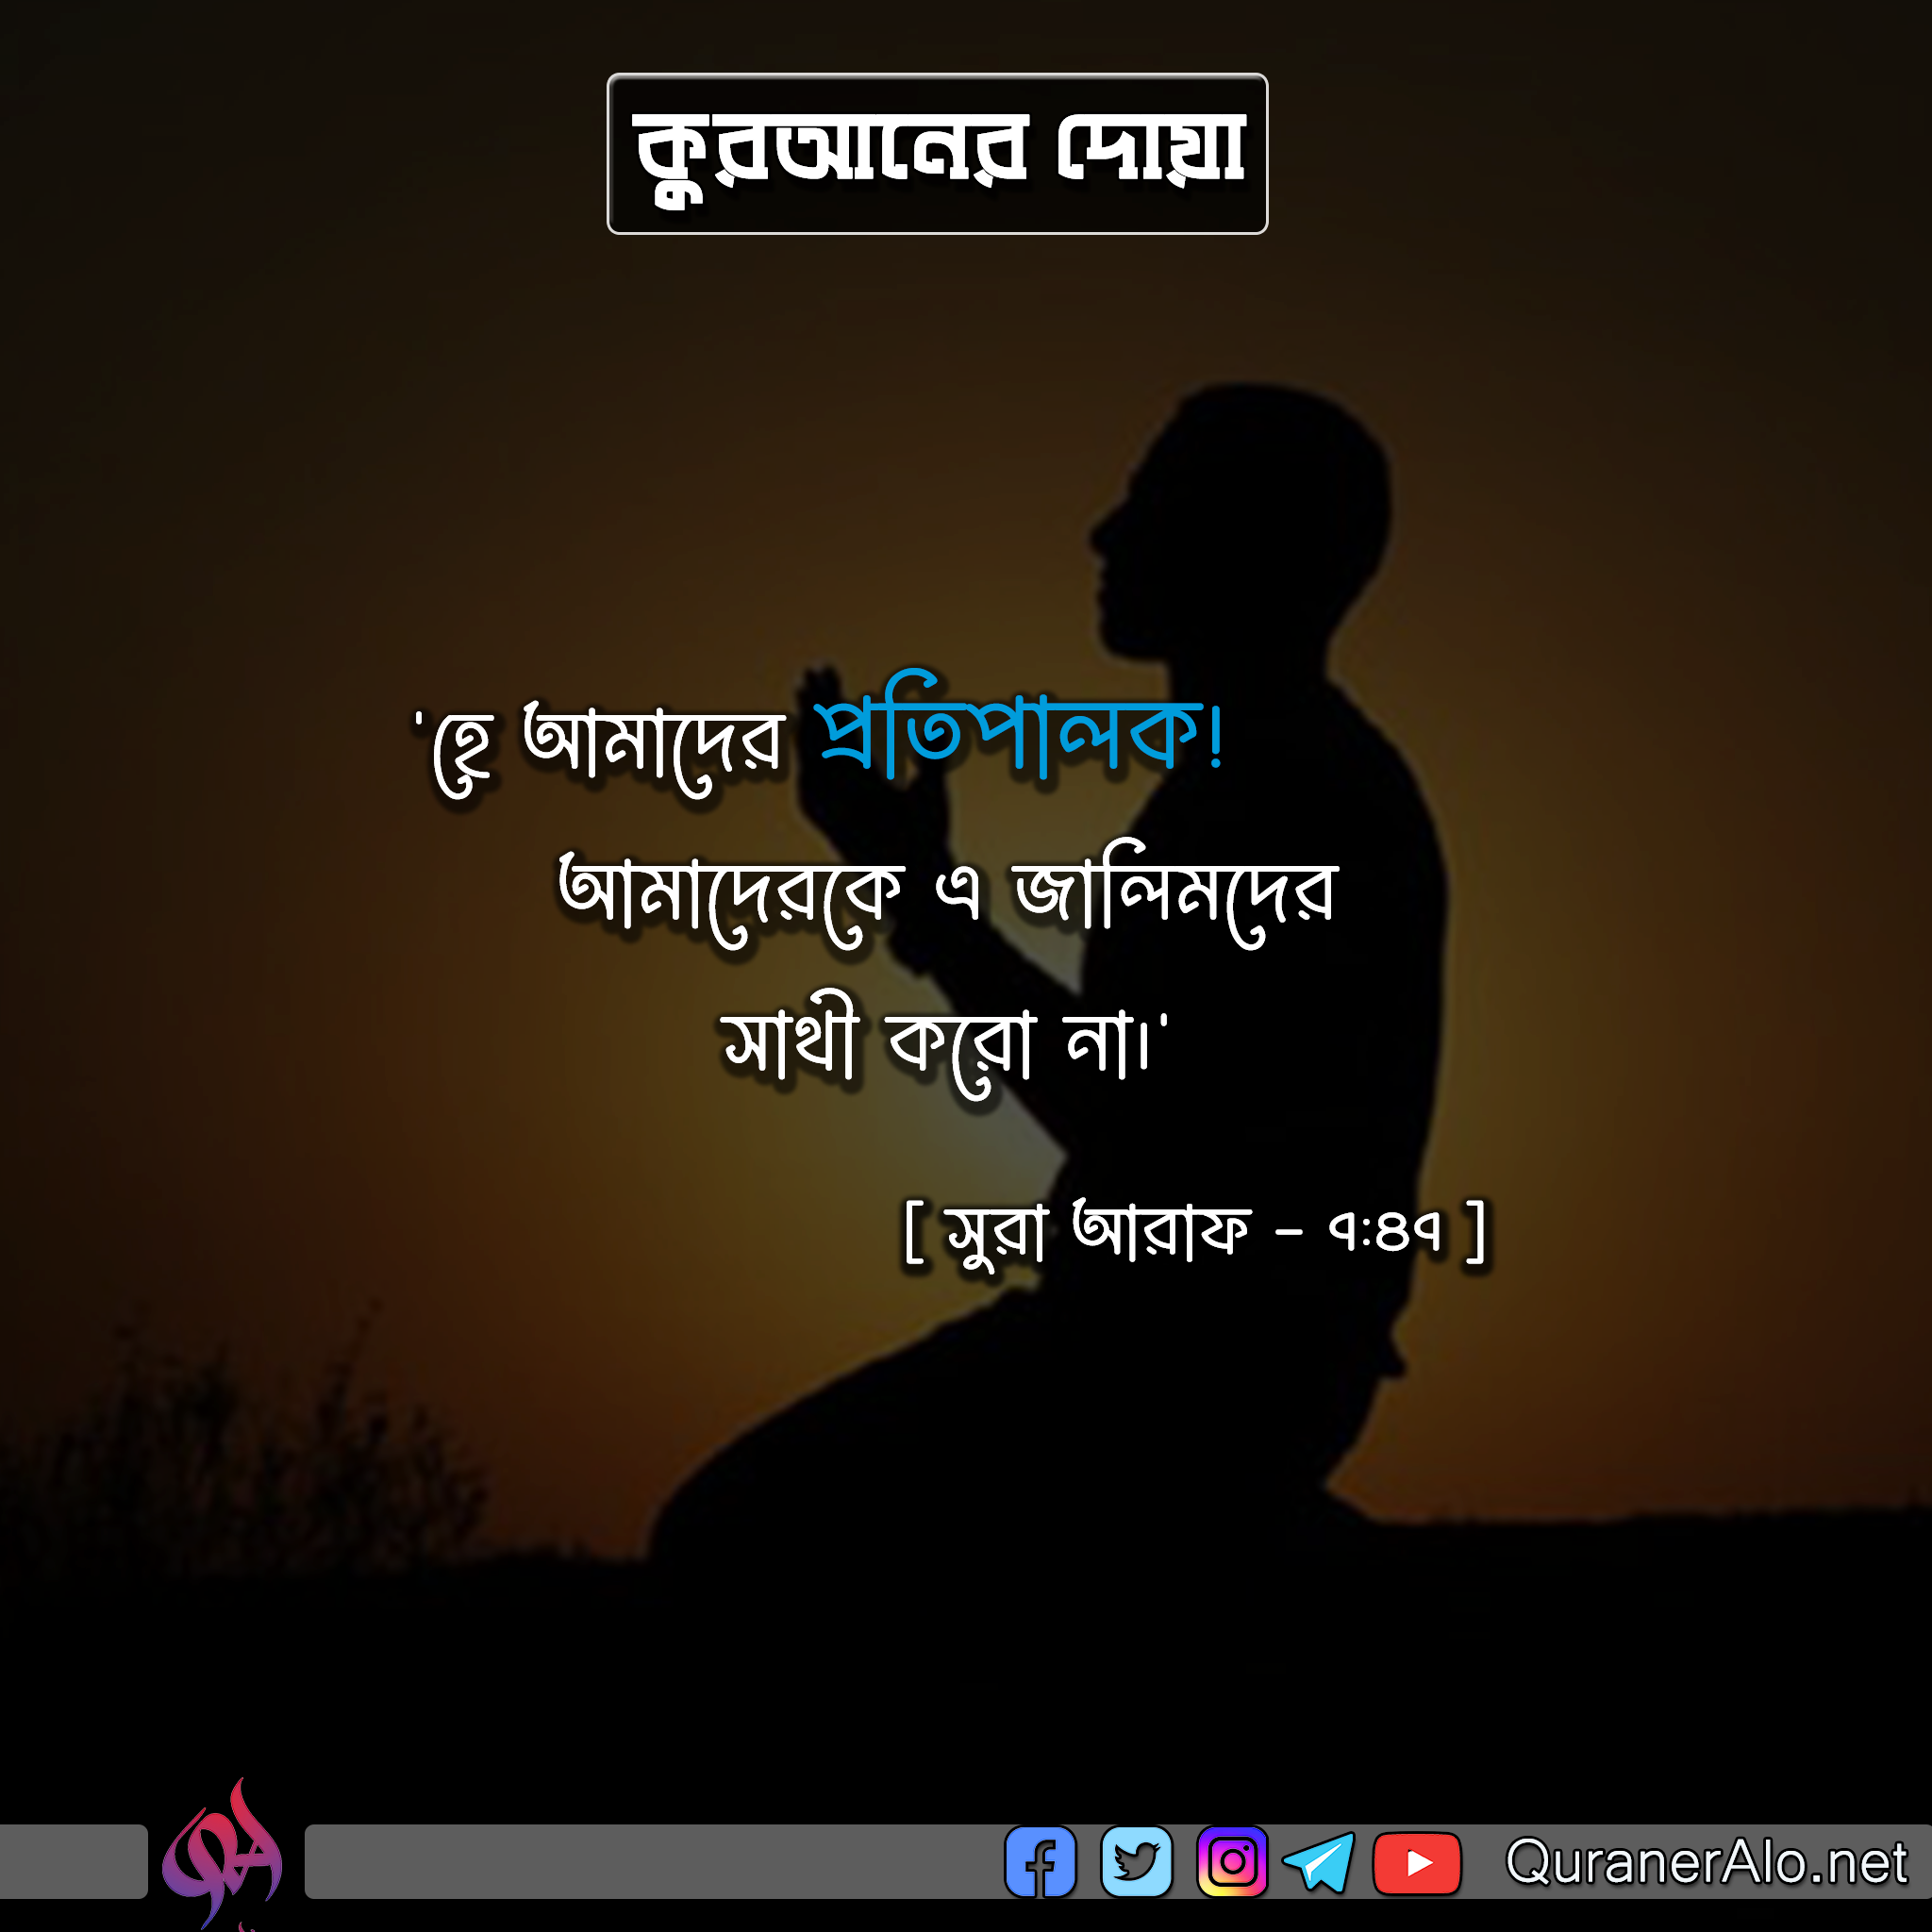 কুরআনের দোয়া
'হে আমাদের প্রতিপালক!
আমাদেরকে এ জালিমদের
সাথী করো না।'
[ সুরা আরাফ - ৭:৪৭ ]
QuranerAlo.net